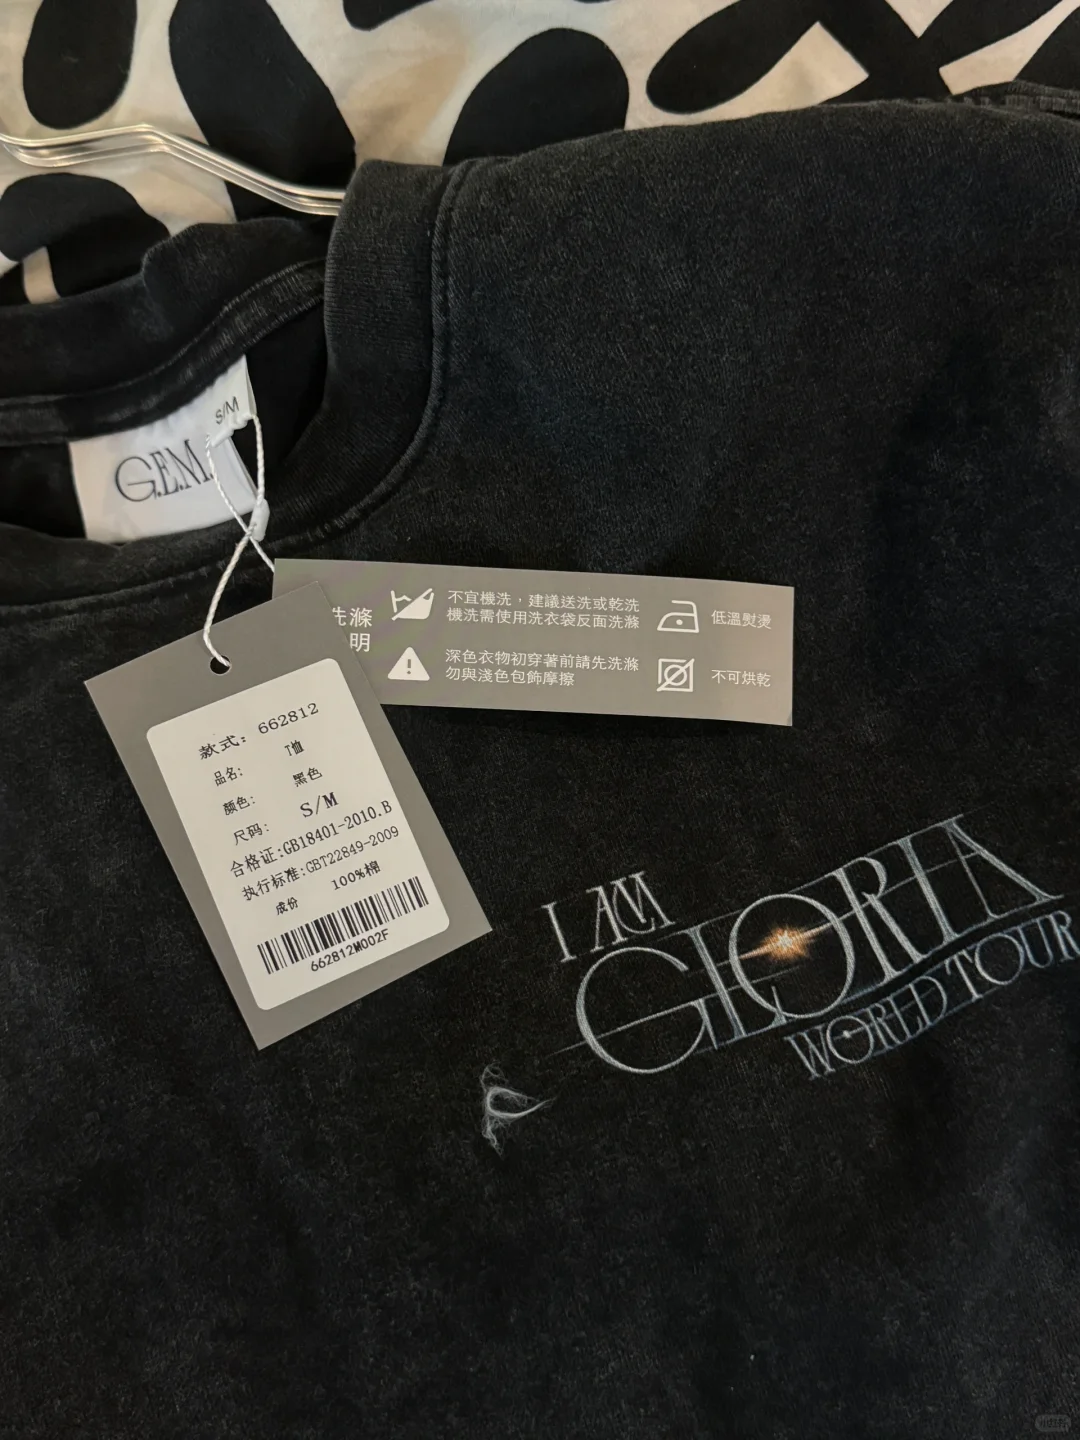 S/M
G.E.M.
洗滌
明
不宜機洗，建議送洗或乾洗
機洗需使用洗衣袋反面洗滌
低溫熨燙
深色衣物初穿著前請先洗滌
勿與淺色包飾摩擦
不可烘乾
款式: 662812
品名: T恤
颜色: 黑色
尺码: S/M
合格证:GB18401-2010.B
执行标准:GBT22849-2009
成份 100%棉
662812M002F
I AM
GLORIA
WORLD TOUR
小红书